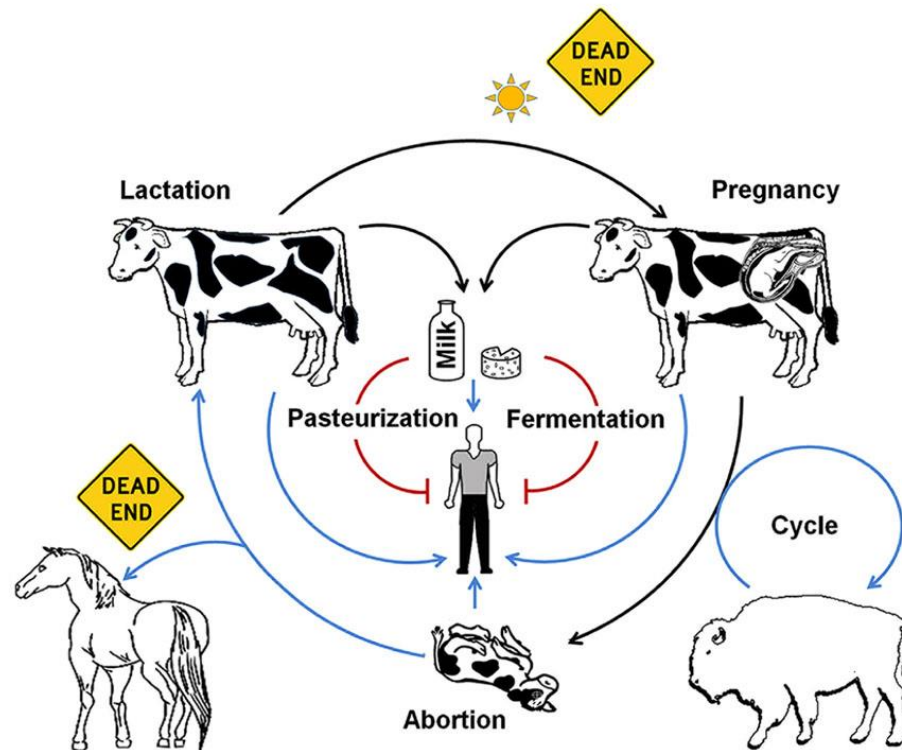 DEAD
END
Lactation
Pregnancy
Milk
Pasteurization
Fermentation
DEAD
END
Cycle
Abortion